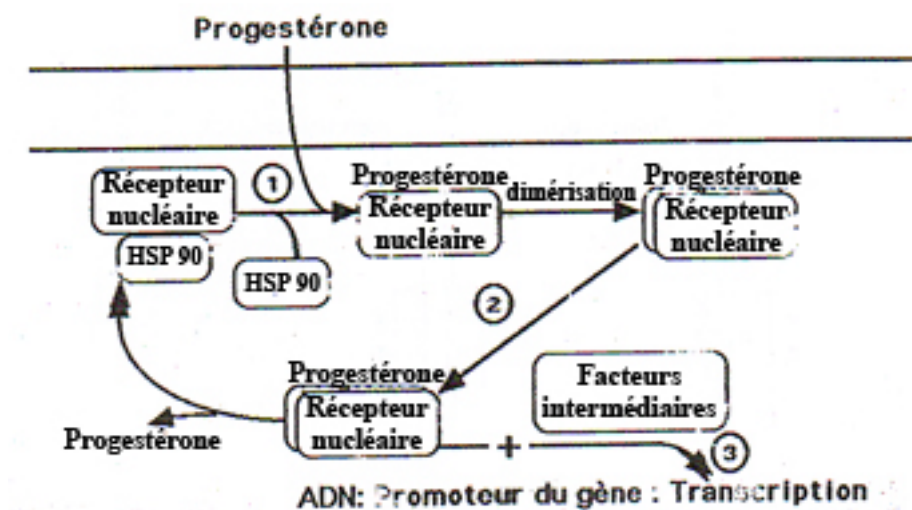 Progestérone
Récepteur
nucléaire
HSP 90
1
HSP 90
Progestérone
Récepteur
nucléaire
dimérisation
Progestérone
Récepteur
nucléaire
2
Progestérone
Récepteur
nucléaire
Progestérone
+
Facteurs
intermédiaires
3
ADN: Promoteur du gène : Transcription